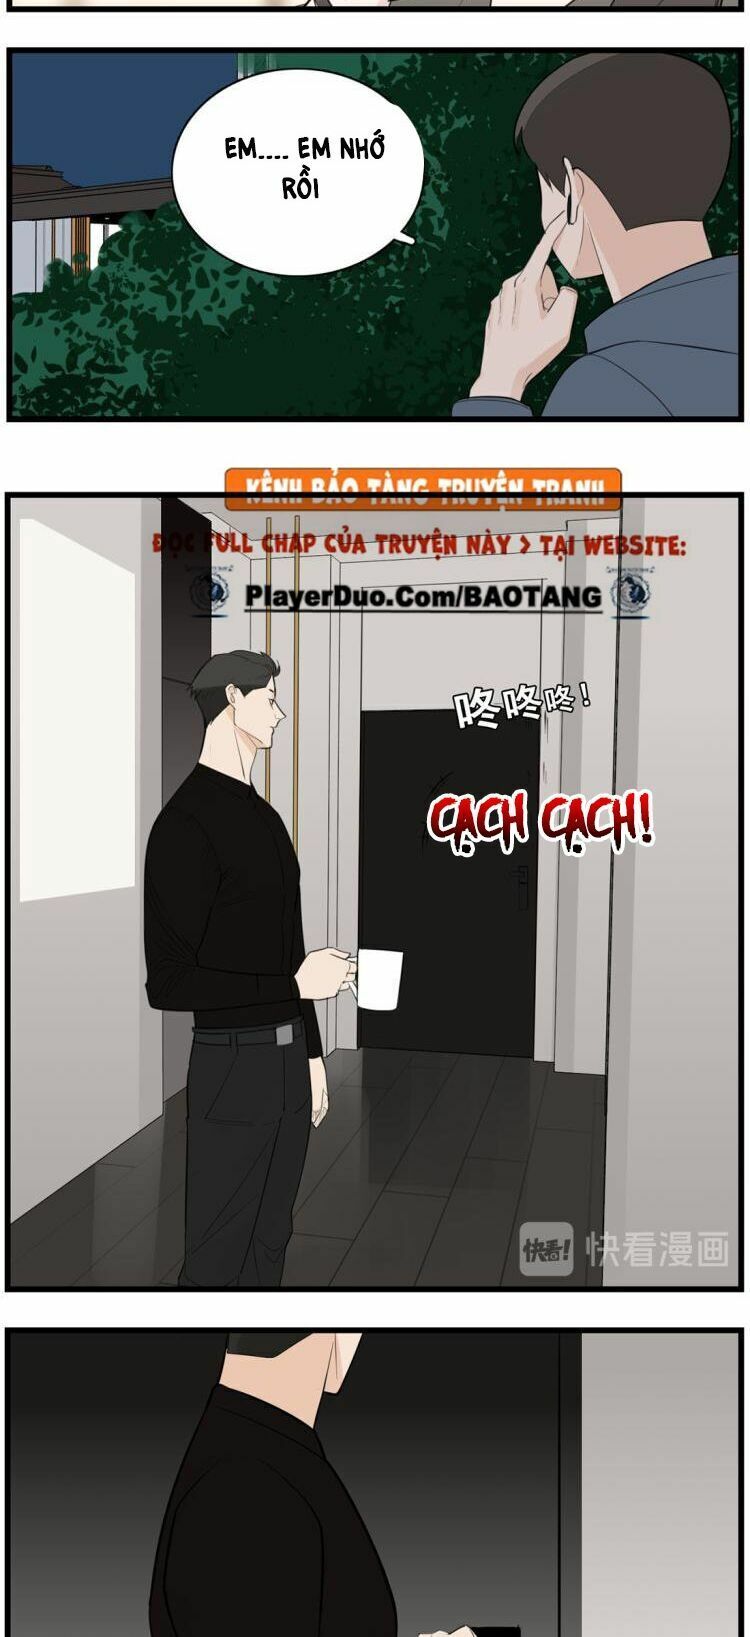 EM.... EM NHỚ
RỒI
KÊNH BẢO TÀNG TRUYỆN TRANH
ĐỌC FULL CHAP CỦA TRUYỆN NÀY > TẠI WEBSITE:
PlayerDuo.Com/BAOTANG
咚咚咚!
CẠCH CẠCH!
快看!
快看漫画